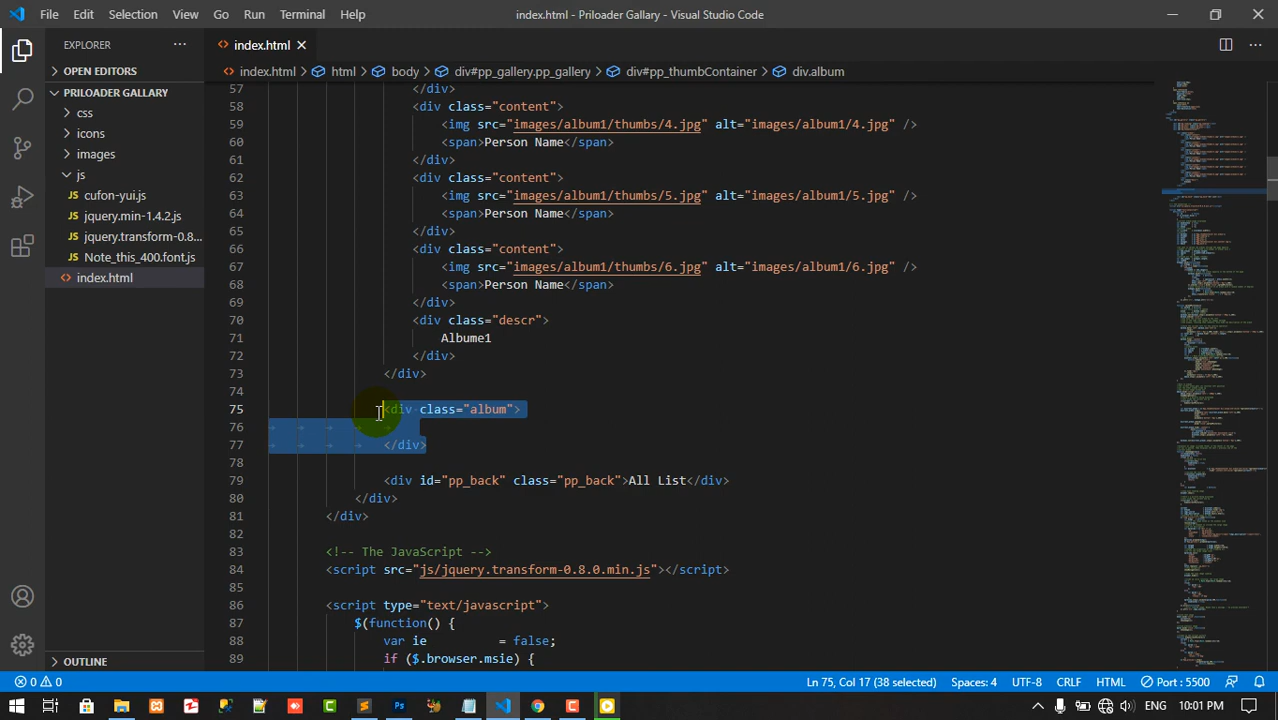 File Edit Selection View Go Run Terminal Help index.html - Priloader Gallary - Visual Studio Code
EXPLORER ··· index.html
OPEN EDITORS index.html html body div#pp_gallery.pp_gallery div#pp_thumbContainer div.album
PRILOADER GALLARY
css
icons
images
js
cufon-yui.js
jquery.min-1.4.2.js
jquery.transform-0.8...
Note_this_400.font.js
index.html
57 </div>
58 <div class="content">
59 <img src="images/album1/thumbs/4.jpg" alt="images/album1/4.jpg" />
60 <span>Person Name</span>
61 </div>
62 <div class="content">
63 <img src="images/album1/thumbs/5.jpg" alt="images/album1/5.jpg" />
64 <span>Person Name</span>
65 </div>
66 <div class="content">
67 <img src="images/album1/thumbs/6.jpg" alt="images/album1/6.jpg" />
68 <span>Person Name</span>
69 </div>
70 <div class="descr">
71 Albume1
72 </div>
73 </div>
74
75 <div class="album">
76
77 </div>
78
79 <div id="pp_back" class="pp_back">All List</div>
80 </div>
81 </div>
82
83 <!-- The JavaScript -->
84 <script src="js/jquery.transform-0.8.0.min.js"></script>
85
86 <script type="text/javascript">
87 $(function() {
88 var ie = false;
89 if ($.browser.msie) {
OUTLINE
0 0 Ln 75, Col 17 (38 selected) Spaces: 4 UTF-8 CRLF HTML Port : 5500
ENG 10:01 PM